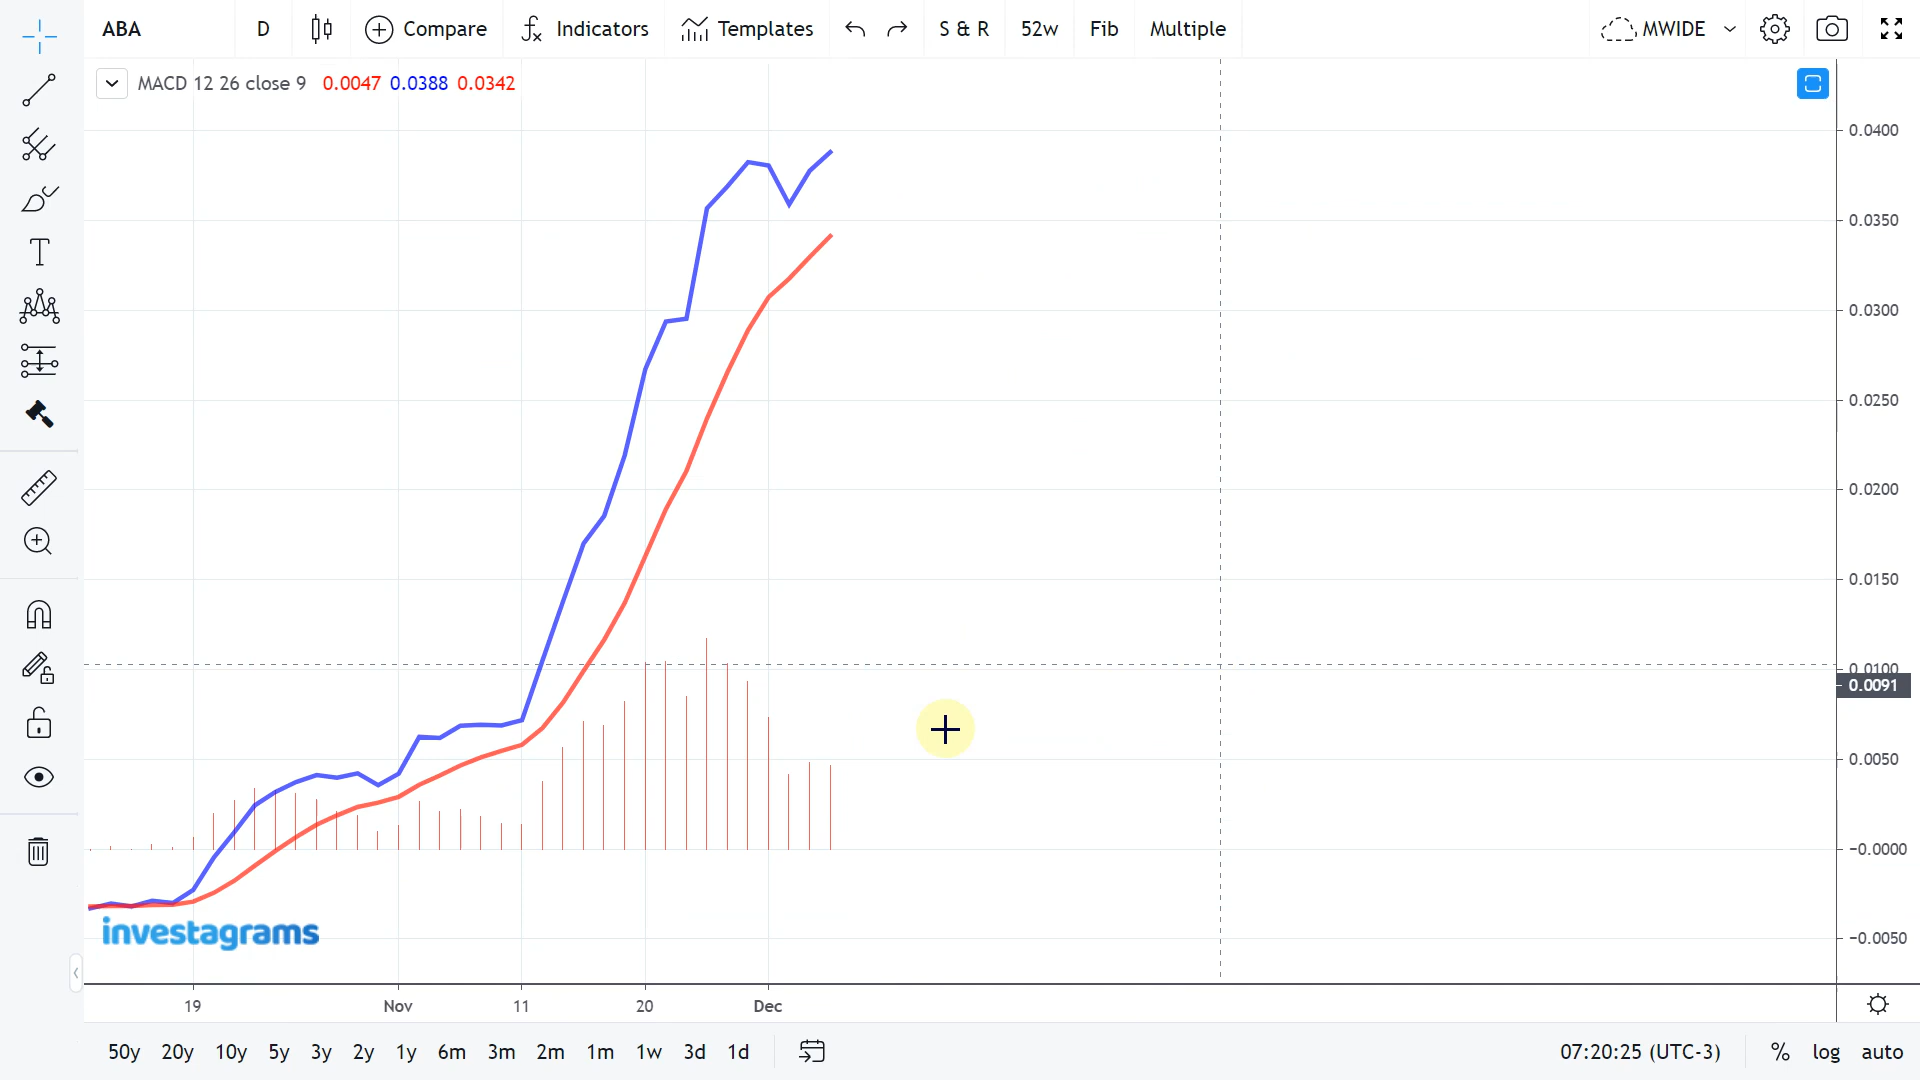 ABA D Compare Indicators Templates S & R 52w Fib Multiple MWIDE
MACD 12 26 close 9 0.0047 0.0388 0.0342
0.0400
0.0350
0.0300
0.0250
0.0200
0.0150
0.0100
0.0091
0.0050
−0.0000
−0.0050
investagrams
19 Nov 11 20 Dec
50y 20y 10y 5y 3y 2y 1y 6m 3m 2m 1m 1w 3d 1d 07:20:25 (UTC-3) % log auto